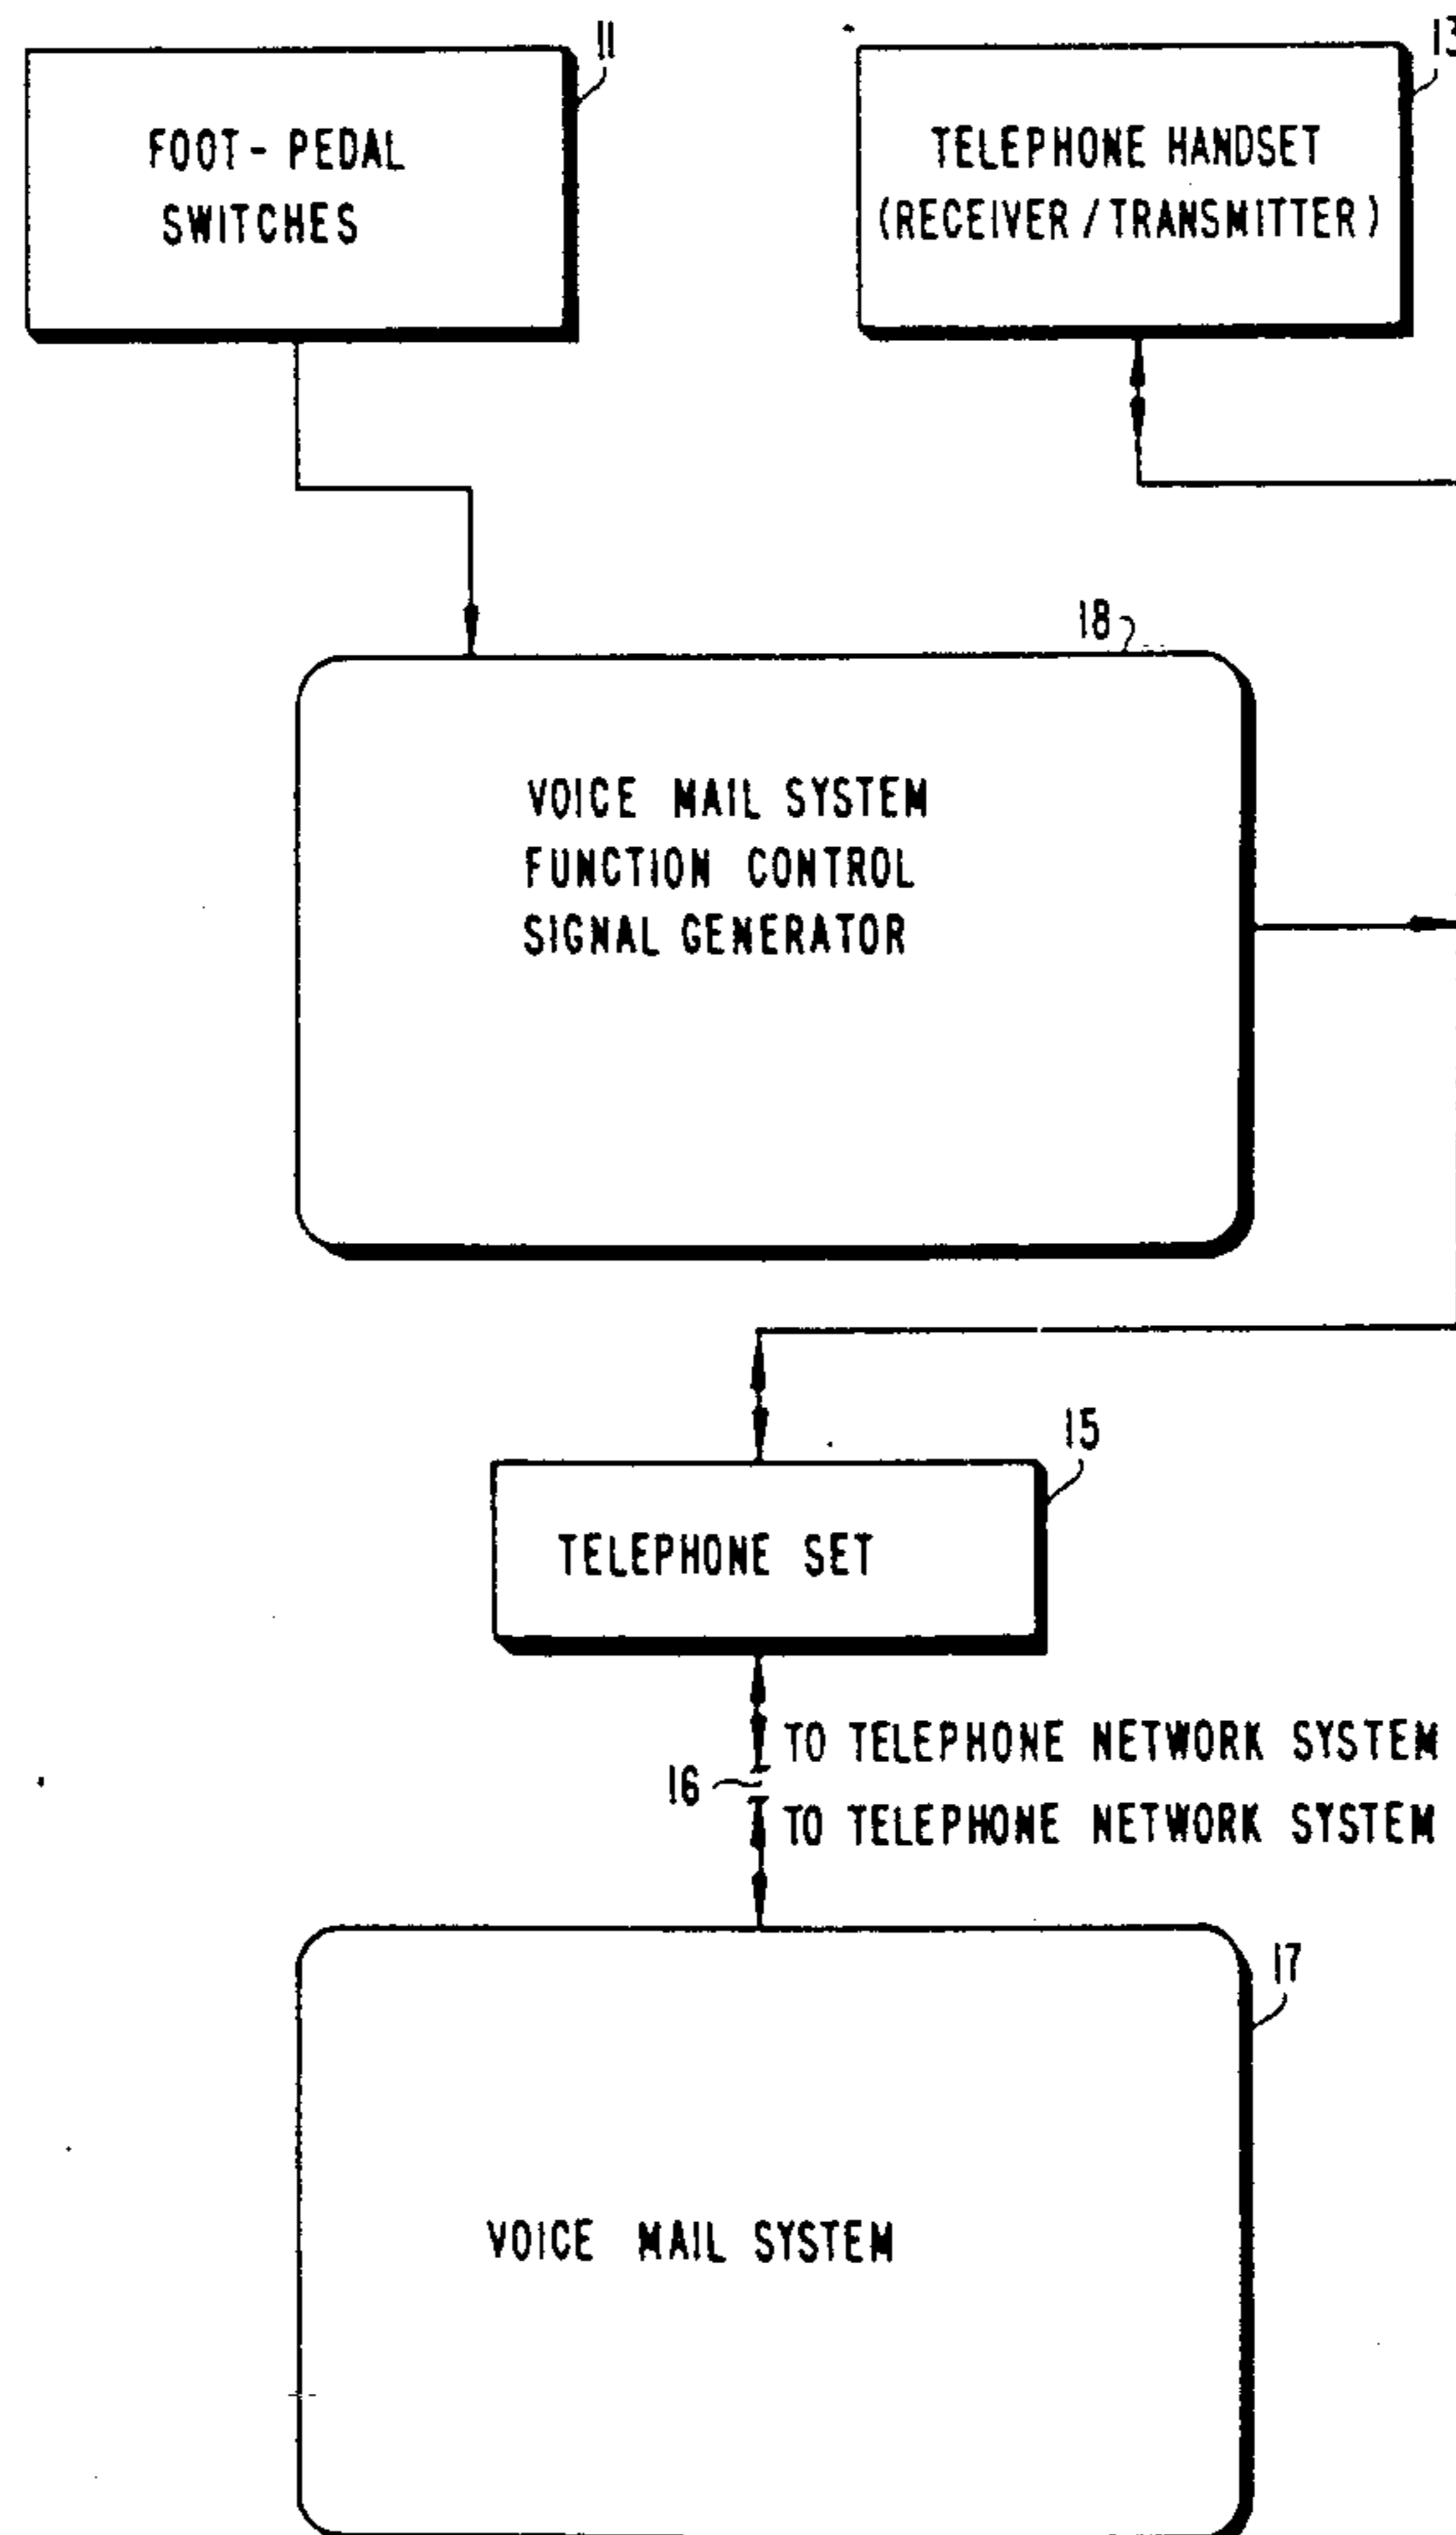 11
13
FOOT - PEDAL
SWITCHES
TELEPHONE HANDSET
(RECEIVER / TRANSMITTER)
18
VOICE MAIL SYSTEM
FUNCTION CONTROL
SIGNAL GENERATOR
15
TELEPHONE SET
TO TELEPHONE NETWORK SYSTEM
16
TO TELEPHONE NETWORK SYSTEM
17
VOICE MAIL SYSTEM